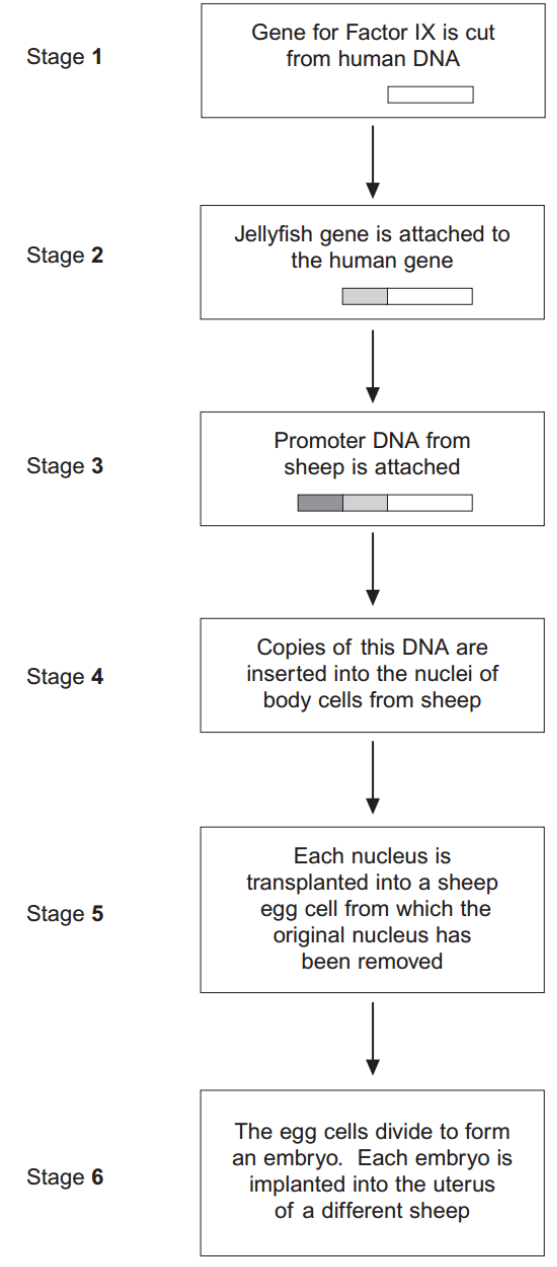 Stage 1
Gene for Factor IX is cut
from human DNA
Stage 2
Jellyfish gene is attached to
the human gene
Stage 3
Promoter DNA from
sheep is attached
Stage 4
Copies of this DNA are
inserted into the nuclei of
body cells from sheep
Stage 5
Each nucleus is
transplanted into a sheep
egg cell from which the
original nucleus has
been removed
Stage 6
The egg cells divide to form
an embryo.  Each embryo is
implanted into the uterus
of a different sheep